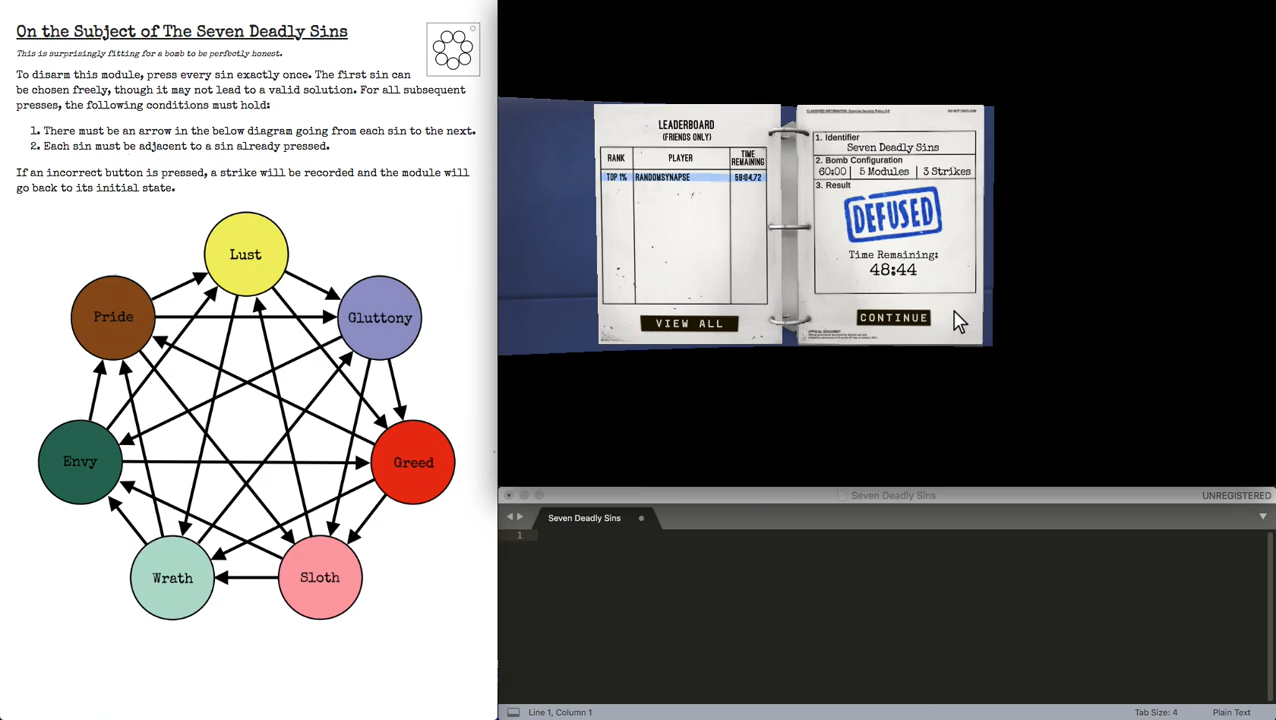 On the Subject of The Seven Deadly Sins
This is surprisingly fitting for a bomb to be perfectly honest.
To disarm this module, press every sin exactly once. The first sin can
be chosen freely, though it may not lead to a valid solution. For all subsequent
presses, the following conditions must hold:
1. There must be an arrow in the below diagram going from each sin to the next.
2. Each sin must be adjacent to a sin already pressed.
If an incorrect button is pressed, a strike will be recorded and the module will
go back to its initial state.
Lust
Pride
Gluttony
Envy
Greed
Wrath
Sloth
LEADERBOARD
(FRIENDS ONLY)
RANK PLAYER TIME REMAINING
TOP 1% RANDOMSYNAPSE 59:04.72
VIEW ALL
1. Identifier
Seven Deadly Sins
2. Bomb Configuration
60:00 | 5 Modules | 3 Strikes
3. Result
DEFUSED
Time Remaining:
48:44
CONTINUE
Seven Deadly Sins
UNREGISTERED
Seven Deadly Sins
1
Line 1, Column 1
Tab Size: 4
Plain Text